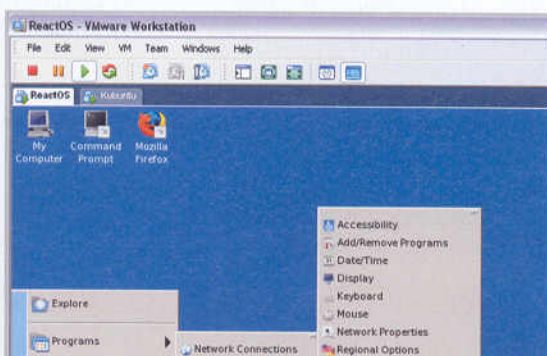 ReactOS - VMware Workstation
File Edit View VM Team Windows Help
ReactOS Kubuntu
My Computer
Command Prompt
Mozilla Firefox
Accessibility
Add/Remove Programs
Date/Time
Display
Keyboard
Mouse
Network Properties
Regional Options
Explore
Programs
Network Connections